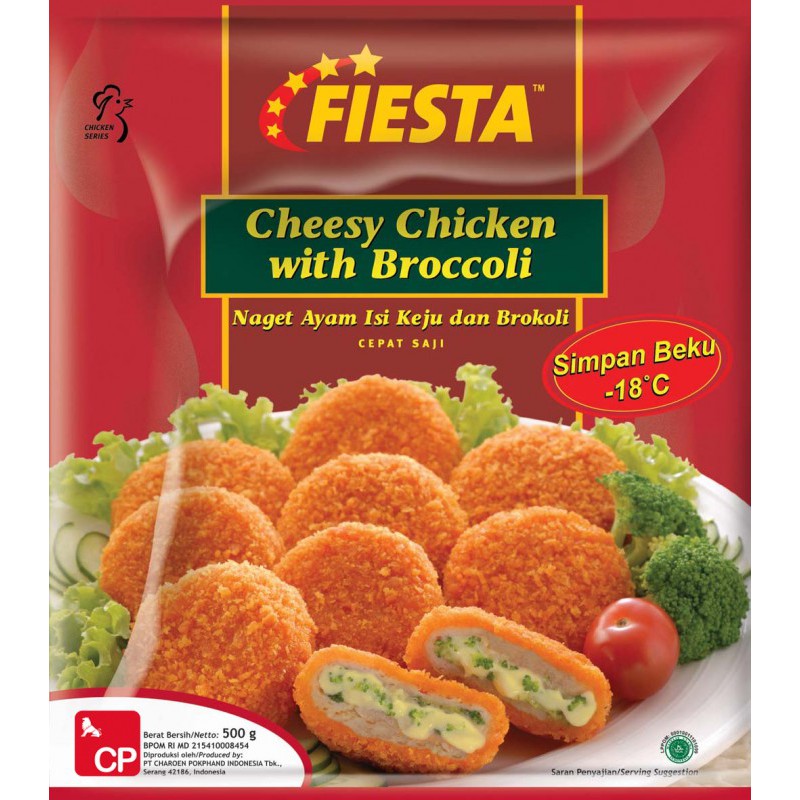 CHICKEN
SERIES
FIESTA™
Cheesy Chicken
with Broccoli
Naget Ayam Isi Keju dan Brokoli
CEPAT SAJI
Simpan Beku
-18°C
CP
Berat Bersih/Netto: 500 g
BPOM RI MD 215410008454
Diproduksi oleh/Produced by:
PT CHAROEN POKPHAND INDONESIA Tbk.,
Serang 42186, Indonesia
Saran Penyajian/Serving Suggestion